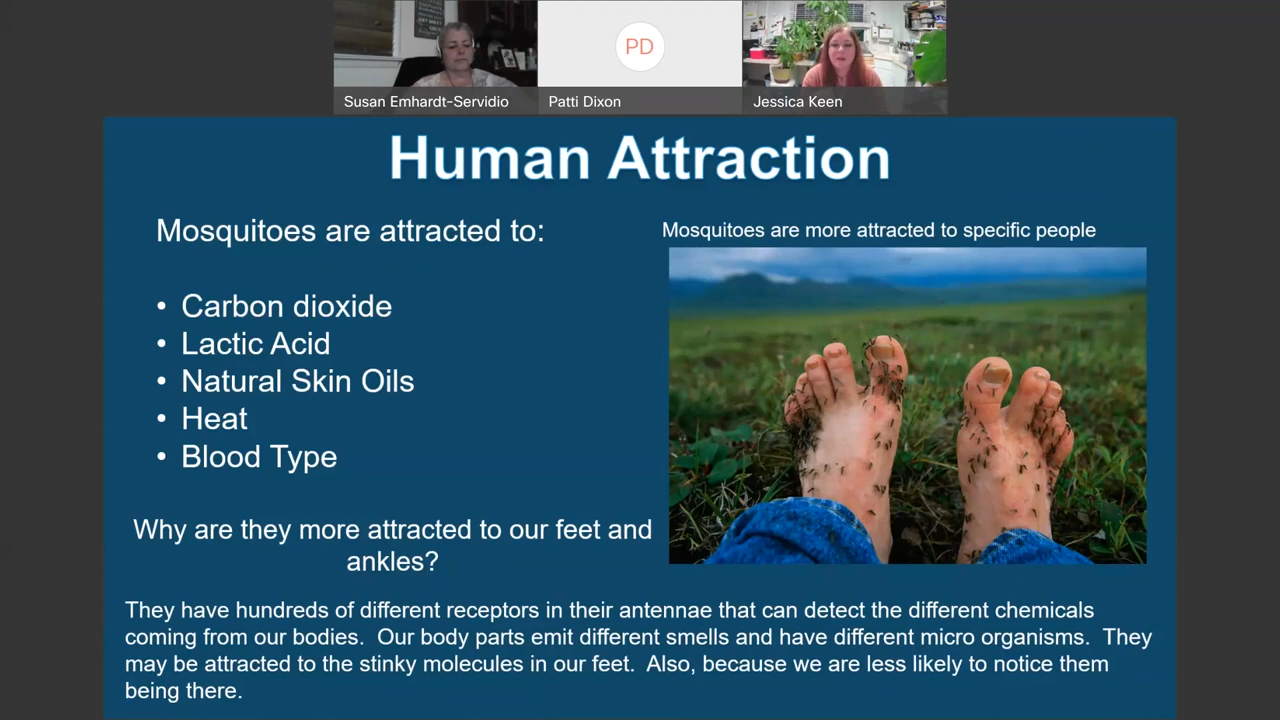 PD
Susan Emhardt-Servidio
Patti Dixon
Jessica Keen
Human Attraction
Mosquitoes are attracted to:
• Carbon dioxide
• Lactic Acid
• Natural Skin Oils
• Heat
• Blood Type
Mosquitoes are more attracted to specific people
Why are they more attracted to our feet and
ankles?
They have hundreds of different receptors in their antennae that can detect the different chemicals
coming from our bodies.  Our body parts emit different smells and have different micro organisms.  They
may be attracted to the stinky molecules in our feet.  Also, because we are less likely to notice them
being there.